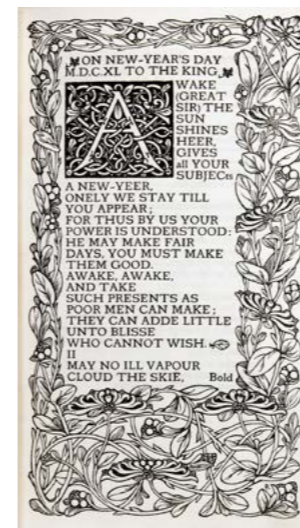 ON NEW-YEAR'S DAY
M.D.C.XL TO THE KING.
AWAKE
(GREAT
SIR) THE
SUN
SHINES
HEER,
GIVES
all YOUR
SUBJECts
A NEW-YEER,
ONELY WE STAY TILL
YOU APPEAR;
FOR THUS BY US YOUR
POWER IS UNDERSTOOD:
HE MAY MAKE FAIR
DAYS, YOU MUST MAKE
THEM GOOD.
AWAKE, AWAKE,
AND TAKE
SUCH PRESENTS AS
POOR MEN CAN MAKE;
THEY CAN ADDE LITTLE
UNTO BLISSE
WHO CANNOT WISH.
II
MAY NO ILL VAPOUR
CLOUD THE SKIE, Bold